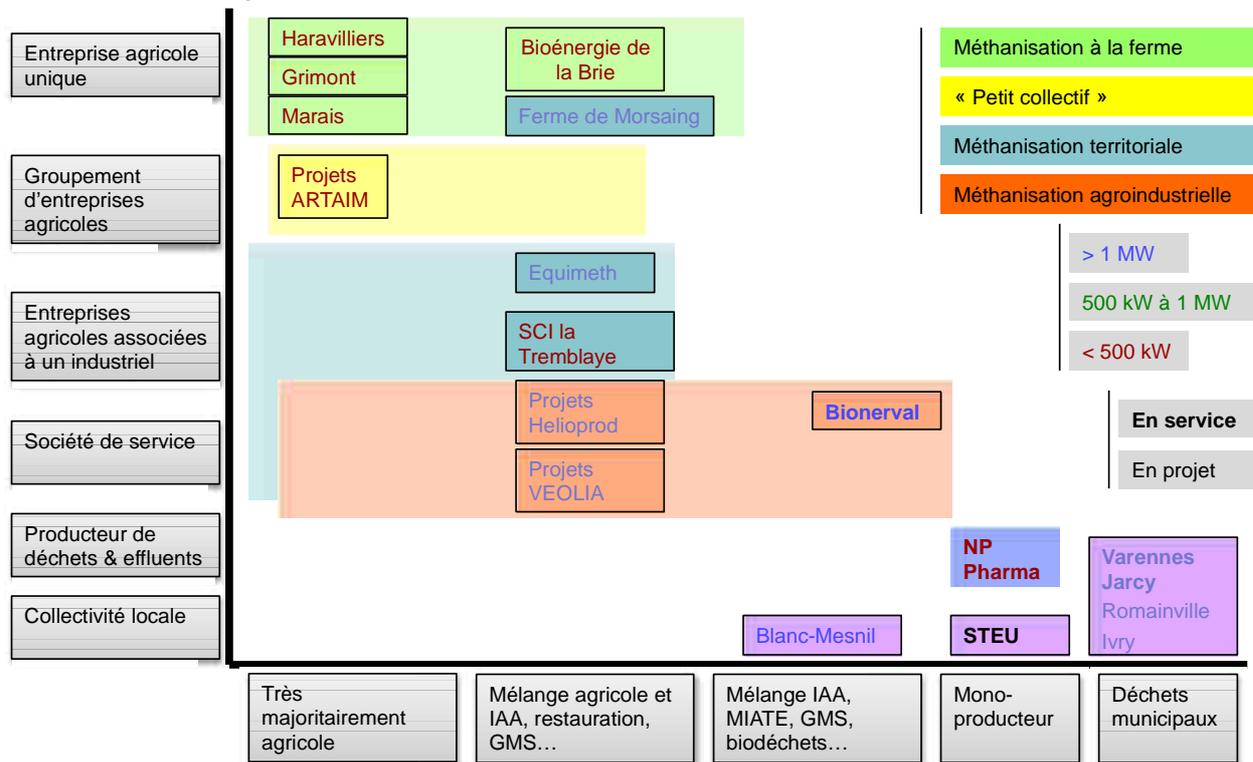 Entreprise agricole
unique
Groupement
d'entreprises
agricoles
Entreprises
agricoles associées
à un industriel
Société de service
Producteur de
déchets & effluents
Collectivité locale
Haravilliers
Grimont
Marais
Bioénergie de
la Brie
Ferme de Morsaing
Projets
ARTAIM
Equimeth
SCI la
Tremblaye
Projets
Helioprod
Projets
VEOLIA
Bionerval
NP
Pharma
Varennes
Jarcy
Romainville
Ivry
Blanc-Mesnil
STEU
Méthanisation à la ferme
« Petit collectif »
Méthanisation territoriale
Méthanisation agroindustrielle
> 1 MW
500 kW à 1 MW
< 500 kW
En service
En projet
Très
majoritairement
agricole
Mélange agricole et
IAA, restauration,
GMS…
Mélange IAA,
MIATE, GMS,
biodéchets…
Mono-
producteur
Déchets
municipaux